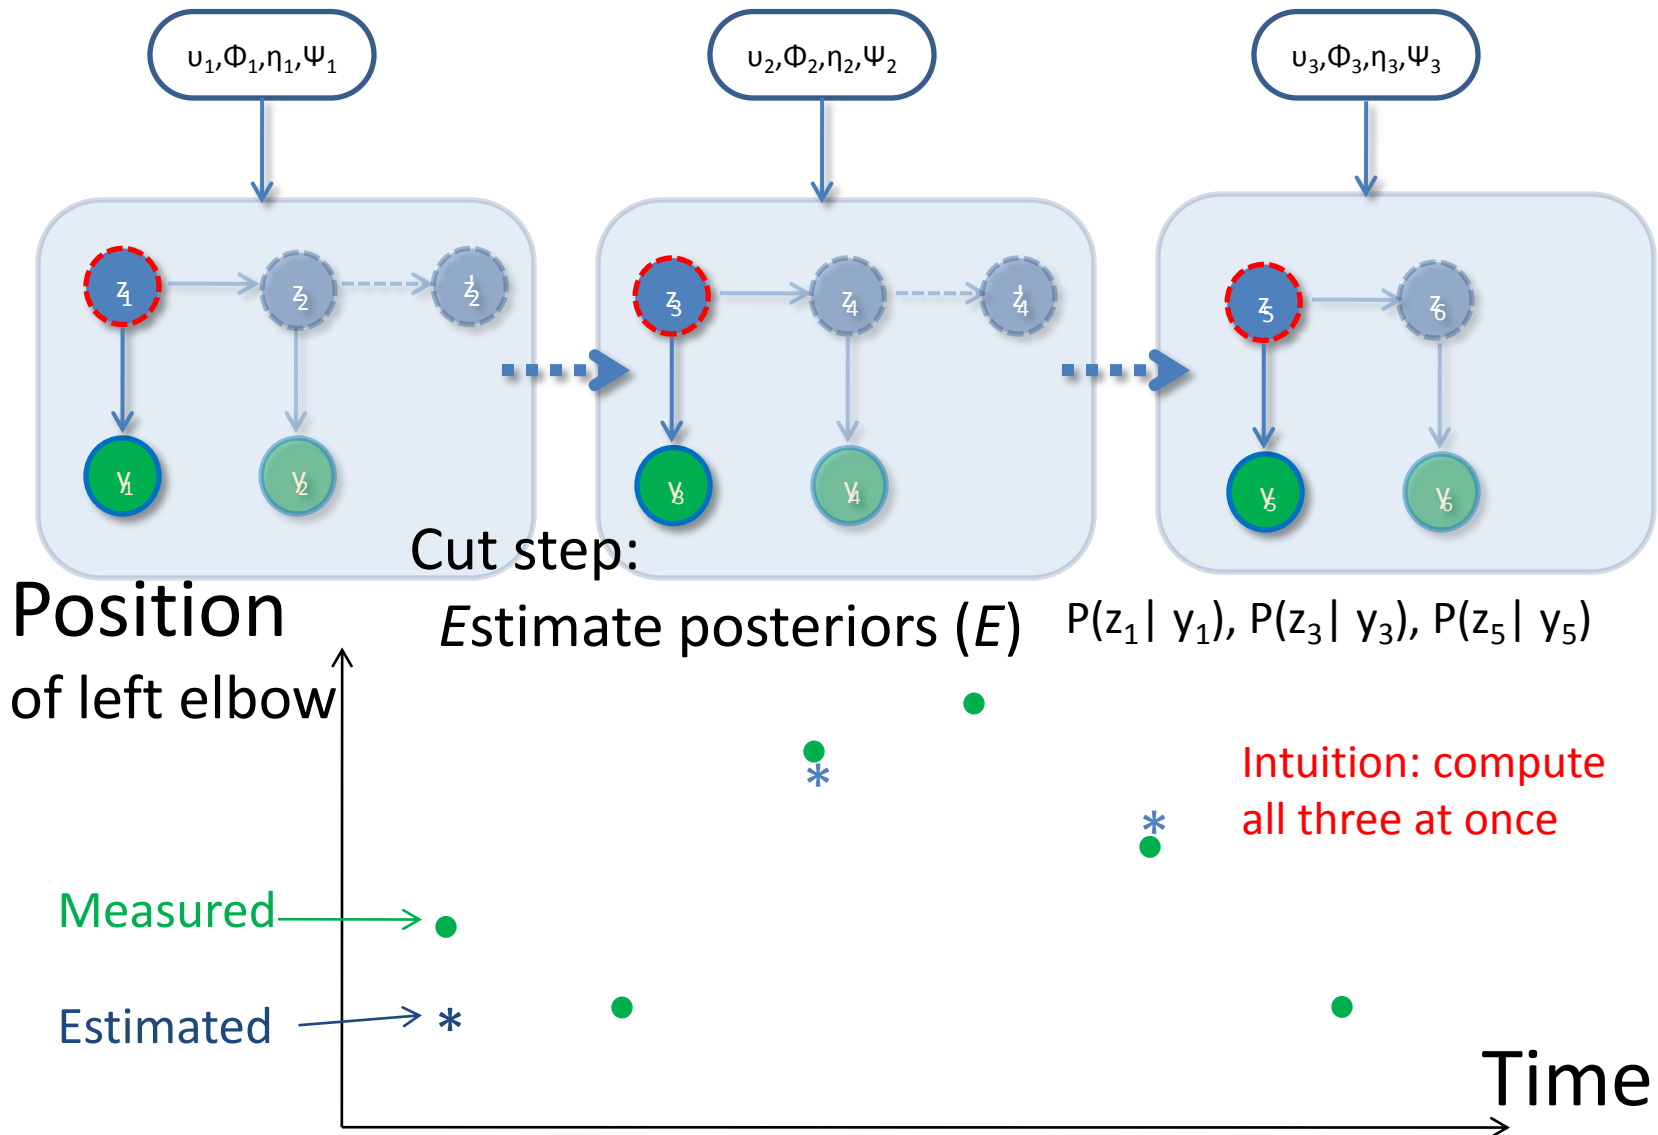 υ₁,Φ₁,η₁,Ψ₁
υ₂,Φ₂,η₂,Ψ₂
υ₃,Φ₃,η₃,Ψ₃
z₁
z₂
z₂
z₃
z₄
z₄
z₅
z₆
y₁
y₂
y₃
y₄
y₅
y₆
Cut step:
Estimate posteriors (E)
P(z₁| y₁), P(z₃| y₃), P(z₅| y₅)
Position
of left elbow
Intuition: compute
all three at once
Measured
Estimated
*
*
*
Time